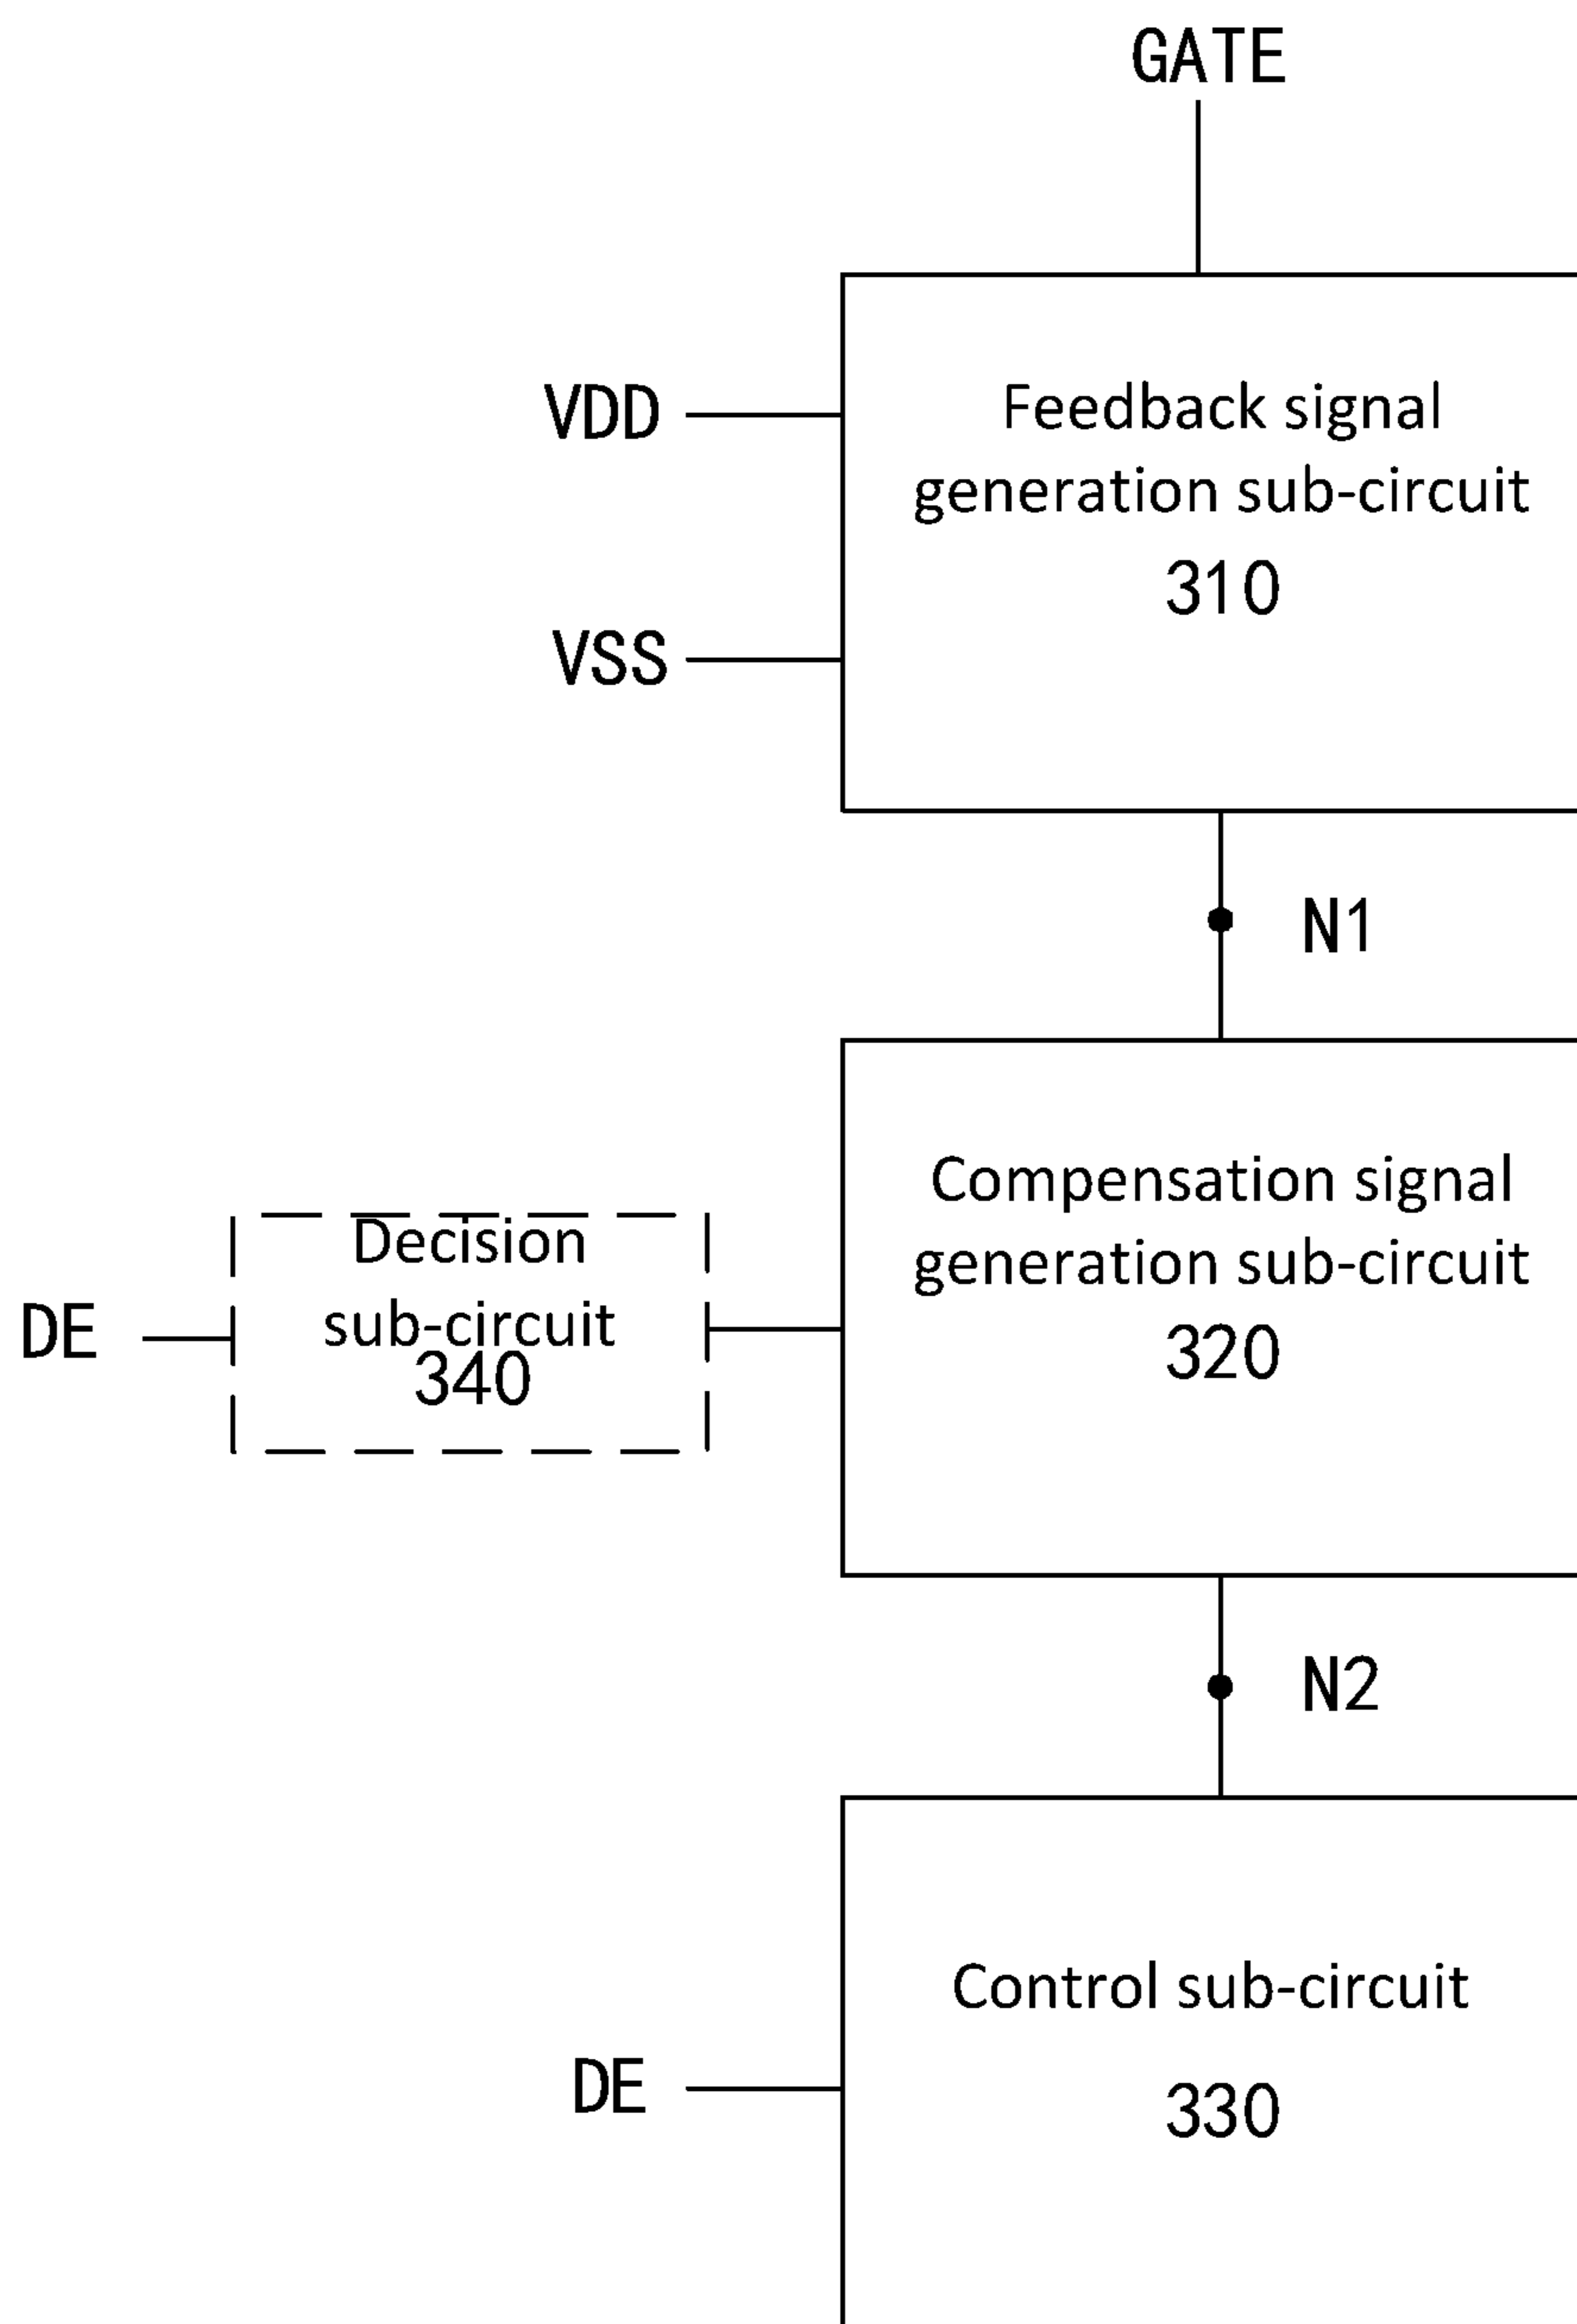 GATE
VDD
Feedback signal
generation sub-circuit
310
VSS
N1
Compensation signal
generation sub-circuit
320
Decision
sub-circuit
340
DE
N2
Control sub-circuit
330
DE